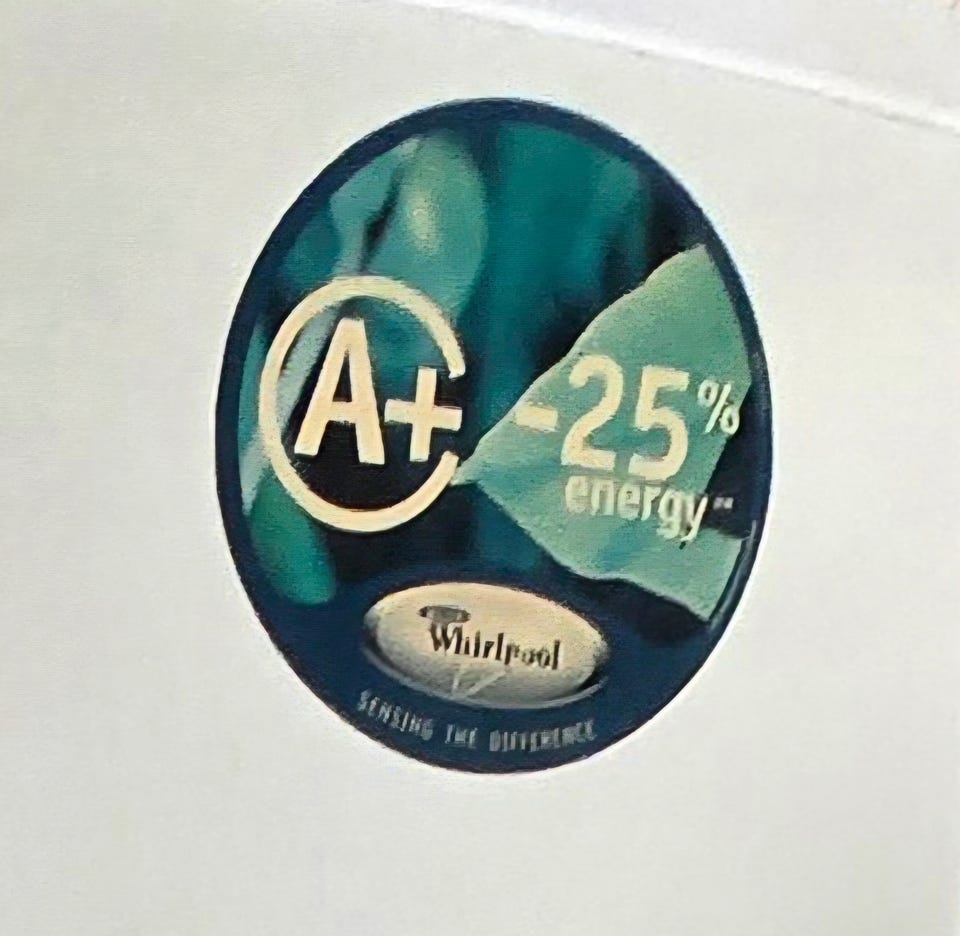 A+
-25%
energy
Whirlpool
SENSING THE DIFFERENCE